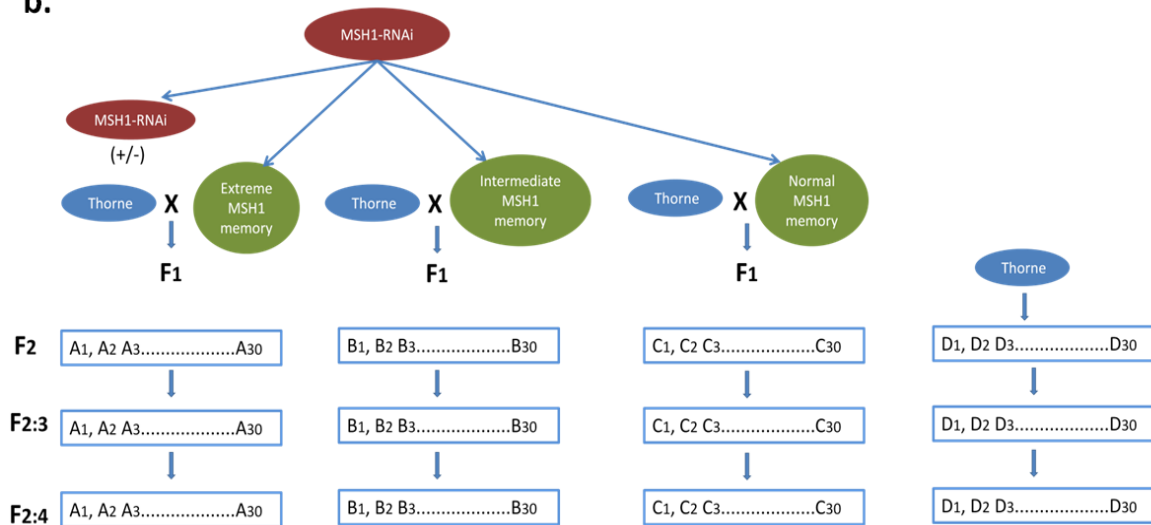 b.
MSH1-RNAi
MSH1-RNAi
(+/-)
Thorne
X
Extreme
MSH1
memory
F1
Thorne
X
Intermediate
MSH1
memory
F1
Thorne
X
Normal
MSH1
memory
F1
Thorne
F2
A1, A2 A3...................A30
B1, B2 B3...................B30
C1, C2 C3...................C30
D1, D2 D3...................D30
F2:3
A1, A2 A3...................A30
B1, B2 B3...................B30
C1, C2 C3...................C30
D1, D2 D3...................D30
F2:4
A1, A2 A3...................A30
B1, B2 B3...................B30
C1, C2 C3...................C30
D1, D2 D3...................D30